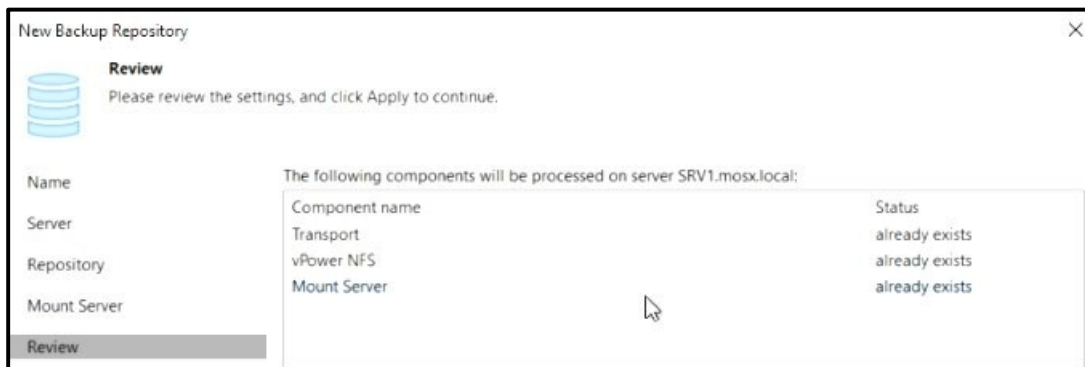 New Backup Repository
Review
Please review the settings, and click Apply to continue.
Name
Server
Repository
Mount Server
Review
The following components will be processed on server SRV1.mosx.local:
Component name Status
Transport already exists
vPower NFS already exists
Mount Server already exists